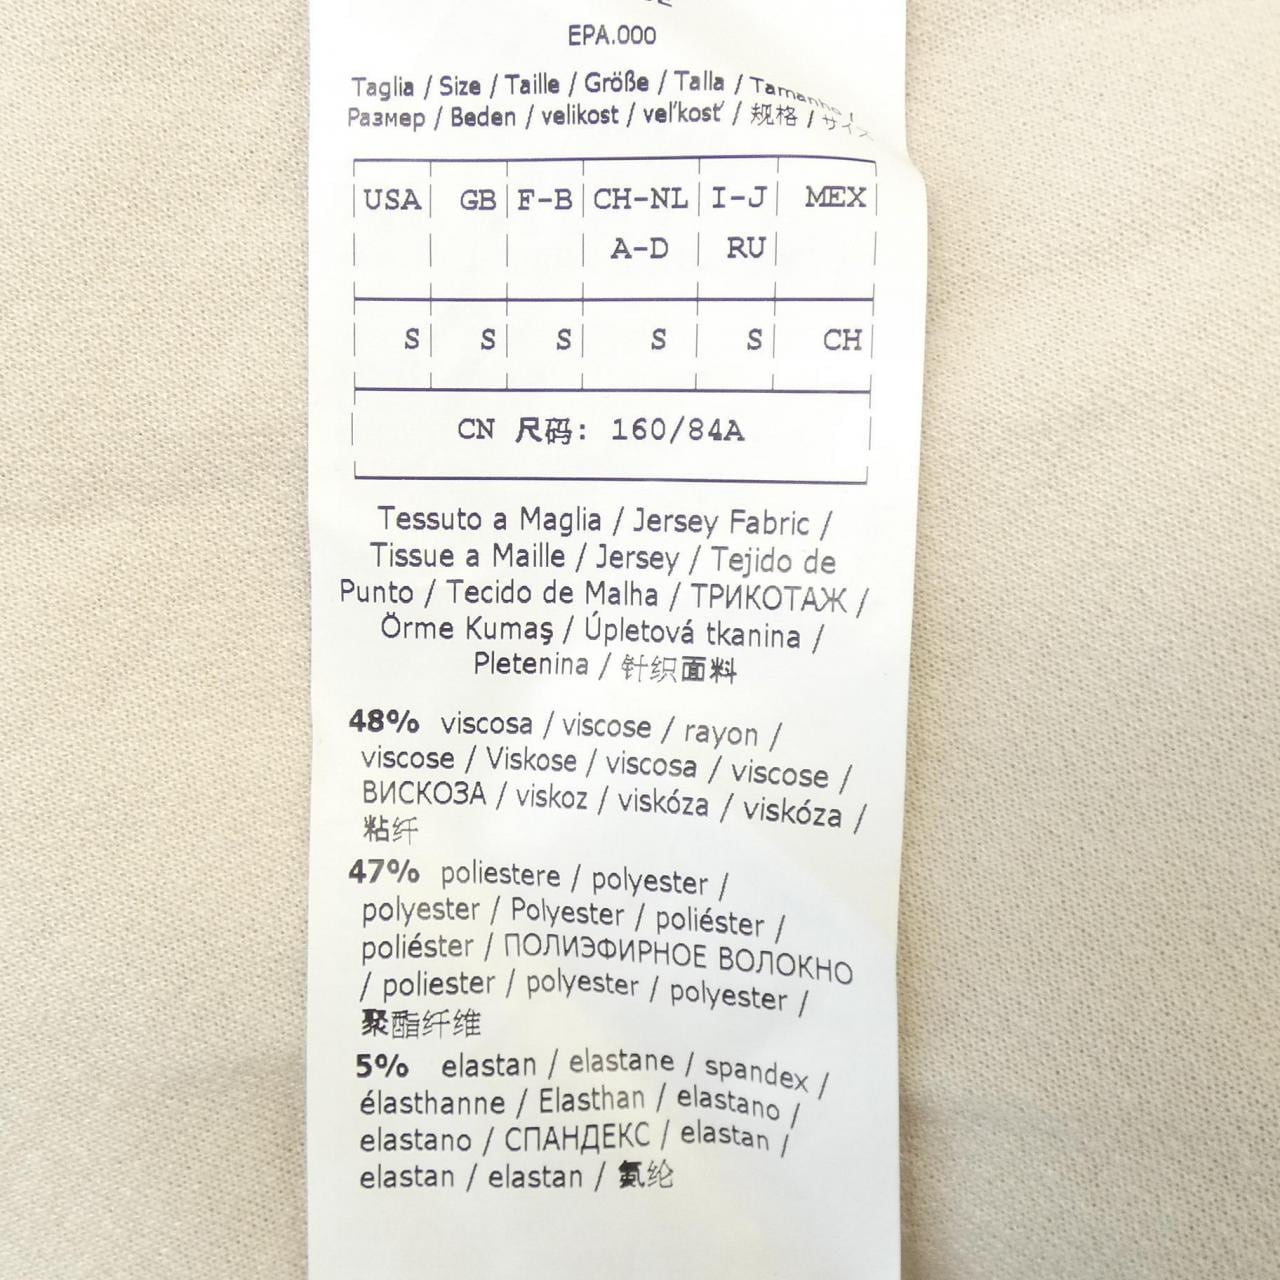 EPA.000
Taglia / Size / Taille / Größe / Talla / Tamanho /
Размер / Beden / velikost / veľkosť / 规格 / サイズ
USA GB F-B CH-NL I-J MEX
A-D RU
S S S S S CH
CN 尺码: 160/84A
Tessuto a Maglia / Jersey Fabric /
Tissue a Maille / Jersey / Tejido de
Punto / Tecido de Malha / ТРИКОТАЖ /
Örme Kumaş / Úpletová tkanina /
Pletenina / 针织面料
48% viscosa / viscose / rayon /
viscose / Viskose / viscosa / viscose /
ВИСКОЗА / viskoz / viskóza / viskóza /
粘纤
47% poliestere / polyester /
polyester / Polyester / poliéster /
poliéster / ПОЛИЭФИРНОЕ ВОЛОКНО
/ poliester / polyester / polyester /
聚酯纤维
5% elastan / elastane / spandex /
élasthanne / Elasthan / elastano /
elastano / СПАНДЕКС / elastan /
elastan / elastan / 氨纶